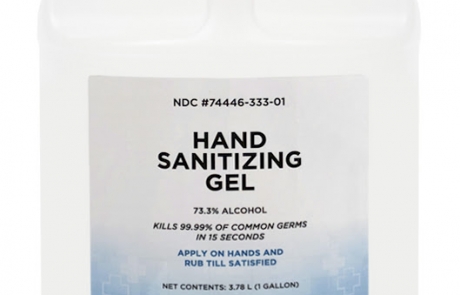 NDC #74446-333-01
HAND
SANITIZING
GEL
73.3% ALCOHOL
KILLS 99.99% OF COMMON GERMS
IN 15 SECONDS
APPLY ON HANDS AND
RUB TILL SATISFIED
NET CONTENTS: 3.78 L (1 GALLON)